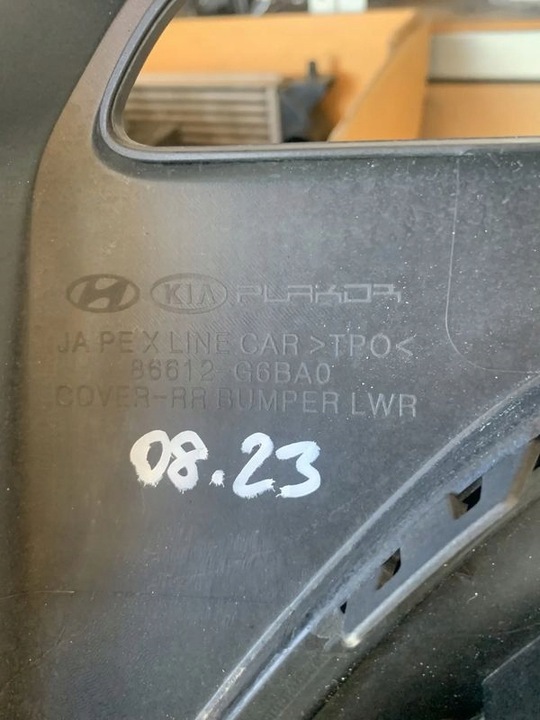 KIA PLAKOR
JA PE X LINE CAR >TPO<
86612 G6BA0
COVER-RR BUMPER LWR
08.23